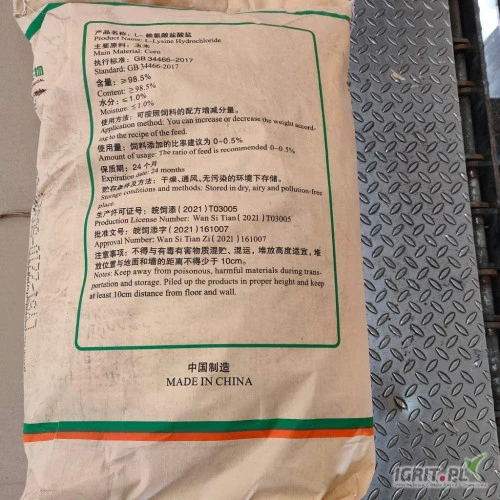 产品名称：L-赖氨酸盐酸盐
Product Name: L-Lysine Hydrochloride
主要原料：玉米
Main Material: Corn
执行标准：GB 34466-2017
Standard: GB 34466-2017
含量：≥98.5%
Content: ≥98.5%
水分：≤1.0%
Moisture: ≤1.0%
使用方法：可按照饲料的配方增减分量。
Application method: You can increase or decrease the weight accord-
ing to the recipe of the feed.
使用量：饲料添加的比率建议为 0-0.5%
Amount of usage: The ratio of feed is recommended 0-0.5%
保质期：24个月
Expiration date: 24 months
贮存条件及方法：干燥、通风、无污染的环境下存储。
Storage conditions and methods: Stored in dry, airy and pollution-free
place.
生产许可证号：皖饲添（2021）T03005
Production License Number: Wan Si Tian (2021) T03005
批准文号：皖饲添字（2021）161007
Approval Number: Wan Si Tian Zi (2021) 161007
注意事项：不得与有毒有害物质混贮、混运，堆放高度适宜，堆
放位置与地面和墙的距离不得少于 10cm。
Notes: Keep away from poisonous, harmful materials during trans-
portation and storage. Piled up the products in proper height and keep
at least 10cm distance from floor and wall.
中国制造
MADE IN CHINA
IGRIT.PL